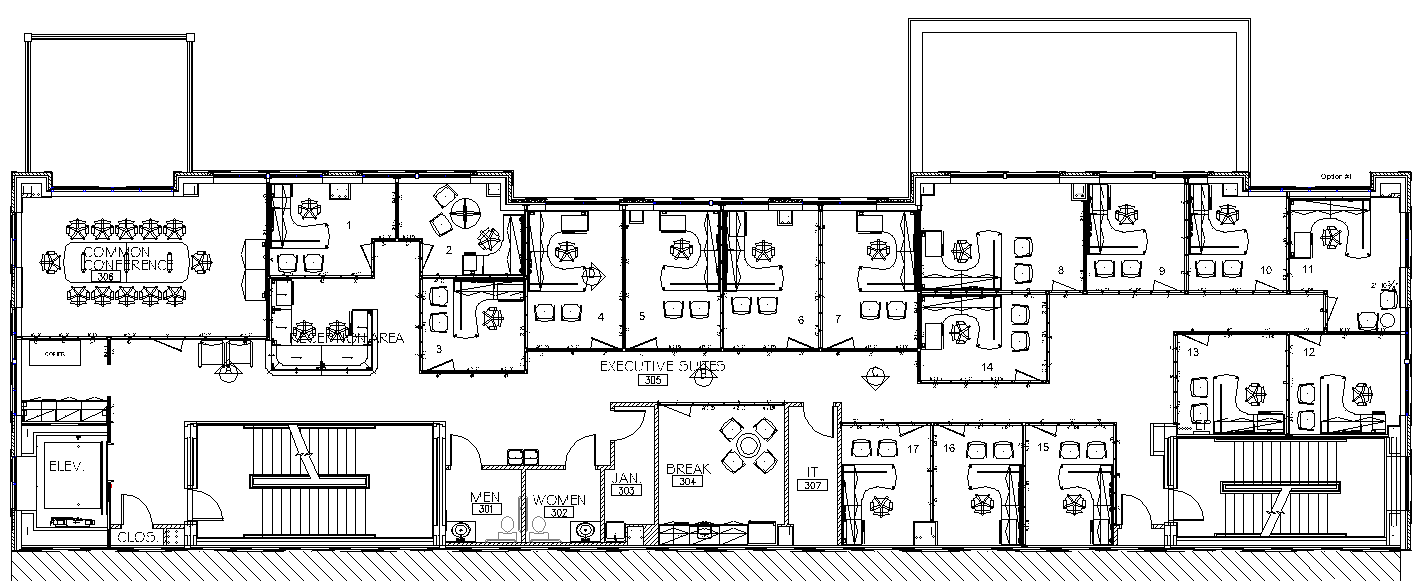 Option #1
1
2
COMMON
CONFERENCE
306
8
9
10
11
4
5
6
7
RECEPTION AREA
3
COPIER
EXECUTIVE SUITES
305
14
13
12
ELEV.
MEN
301
WOMEN
302
JAN.
303
BREAK
304
IT
307
17
16
15
CLOS.